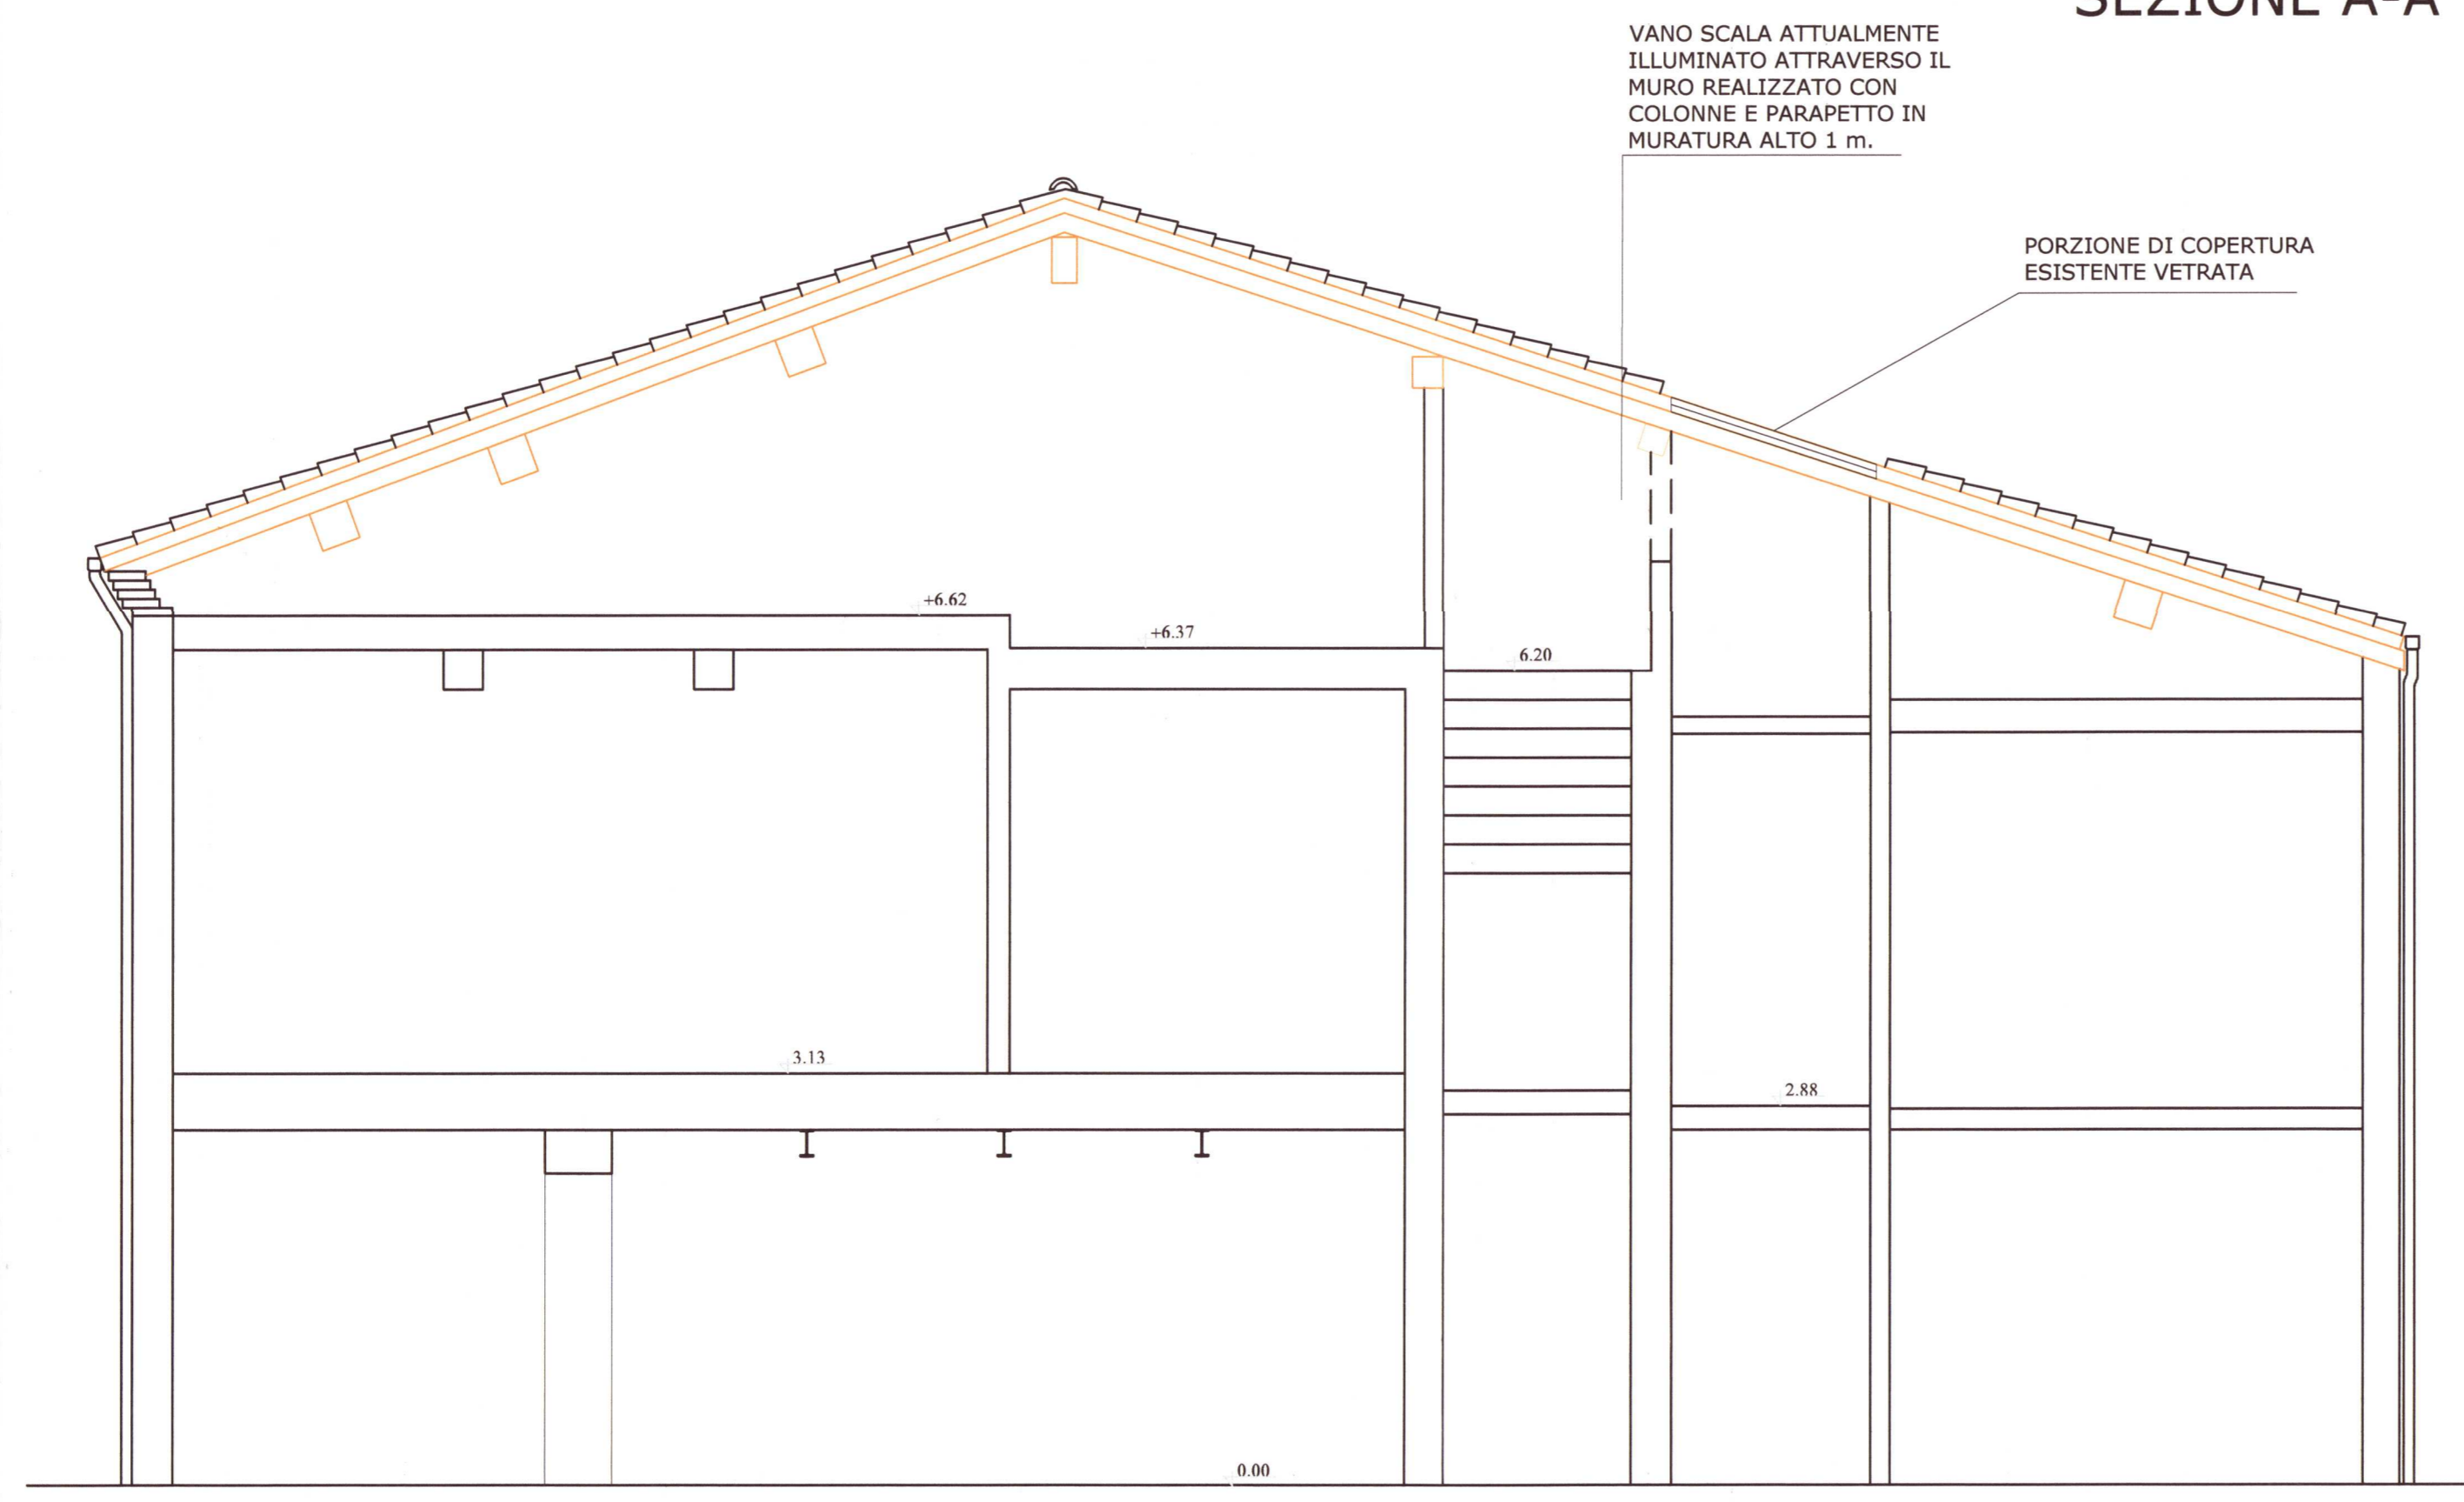 SEZIONE A-A
VANO SCALA ATTUALMENTE
ILLUMINATO ATTRAVERSO IL
MURO REALIZZATO CON
COLONNE E PARAPETTO IN
MURATURA ALTO 1 m.
PORZIONE DI COPERTURA
ESISTENTE VETRATA
+6.62
+6.37
6.20
3.13
2.88
0.00